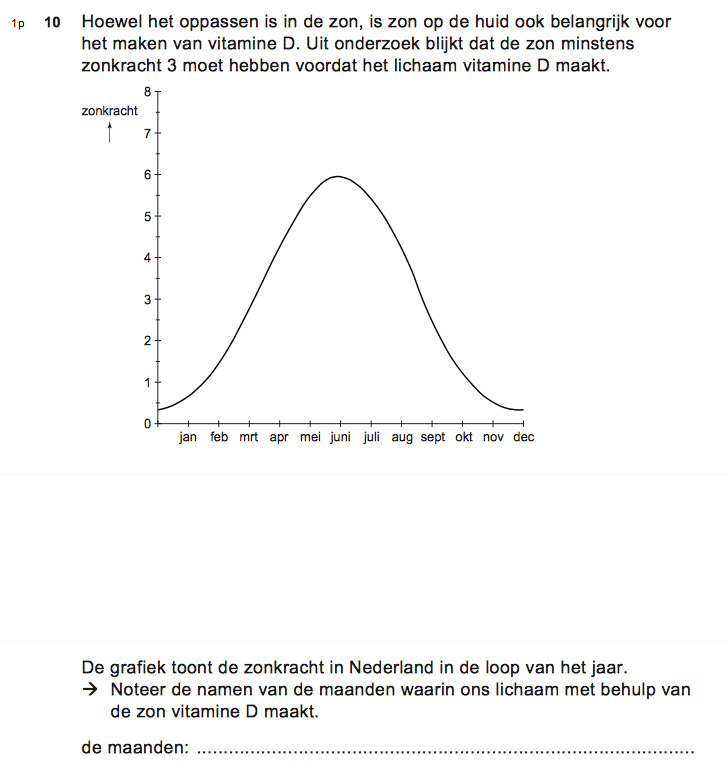 1p 10 Hoewel het oppassen is in de zon, is zon op de huid ook belangrijk voor
het maken van vitamine D. Uit onderzoek blijkt dat de zon minstens
zonkracht 3 moet hebben voordat het lichaam vitamine D maakt.
8
zonkracht
7
6
5
4
3
2
1
0
jan feb mrt apr mei juni juli aug sept okt nov dec
De grafiek toont de zonkracht in Nederland in de loop van het jaar.
→ Noteer de namen van de maanden waarin ons lichaam met behulp van
de zon vitamine D maakt.
de maanden: ................................................................................................